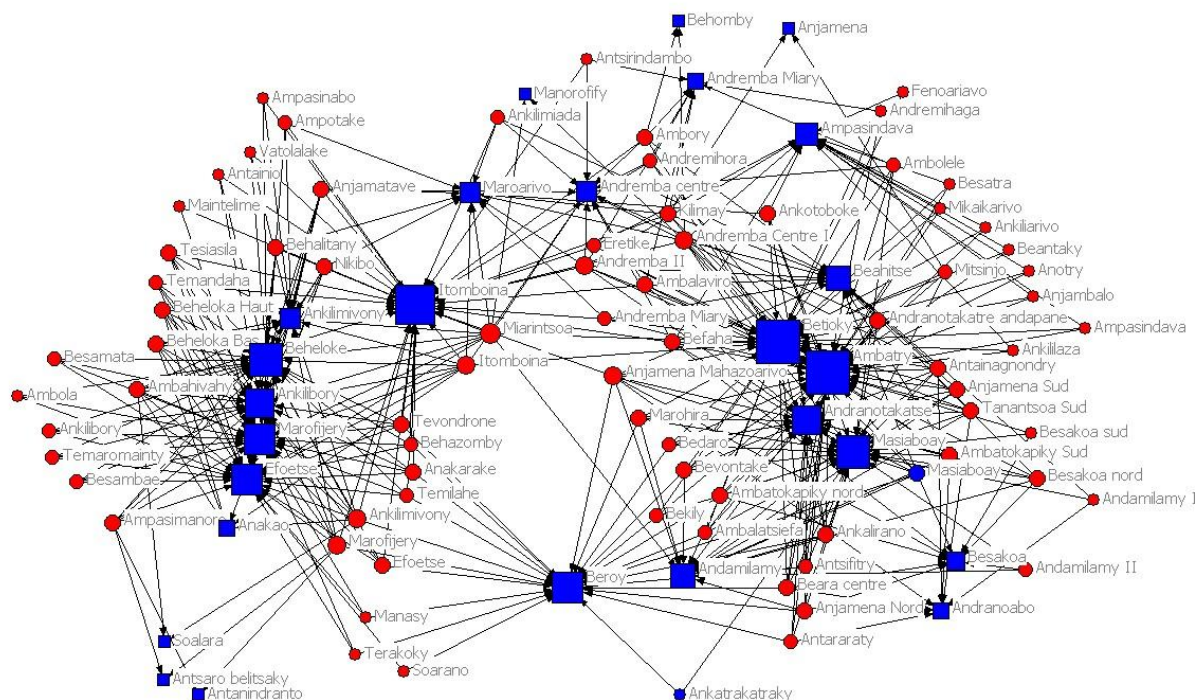 Behomby
Anjamena
Antsirindambo
Andremba Miary
Manorofify
Fenoariavo
Ampasinabo
Andremihaga
Ampotake
Ankilimiada
Ampasindava
Ambory
Vatolalake
Andremihora
Ambolele
Antainio
Besatra
Anjamatave
Maroarivo
Andremba centre
Maintelime
Kilimay
Ankotoboke
Mikaikarivo
Ankiliarivo
Andremba Centre I
Behalitany
Eretike
Tesiasila
Beantaky
Nikibo
Andremba II
Beahitse
Mitsinjo
Anotry
Temandaha
Ambalaviro
Anjambalo
Itomboina
Beheloka Haut
Ankilimivony
Andremba Miary
Andranotakatre andapane
Ampasindava
Miarintsoa
Beheloka Bas
Befaha
Betioky
Ankililaza
Besamata
Beheloke
Itomboina
Ambatry
Antainagnondry
Anjamena Mahazoarivo
Ambahivahy
Anjamena Sud
Ambola
Ankilibory
Tanantsoa Sud
Marohira
Andranotakatse
Tevondrone
Ankilibory
Marofijery
Besakoa sud
Behazomby
Bedaro
Masiaboay
Temaromainty
Ambatokapiky Sud
Anakarake
Bevontake
Masiaboay
Besakoa nord
Besambae
Efoetse
Temilahe
Ambatokapiky nord
Andamilamy I
Bekily
Ankilimivony
Ampasimanore
Anakao
Ambalatsiefa
Ankalirano
Marofijery
Efoetse
Antsifitry
Besakoa
Andamilamy
Andamilamy II
Beroy
Beara centre
Anjamena Nord
Andranoabo
Manasy
Soalara
Antararaty
Terakoky
Soarano
Antsaro belitsaky
Antanindranto
Ankatrakatraky